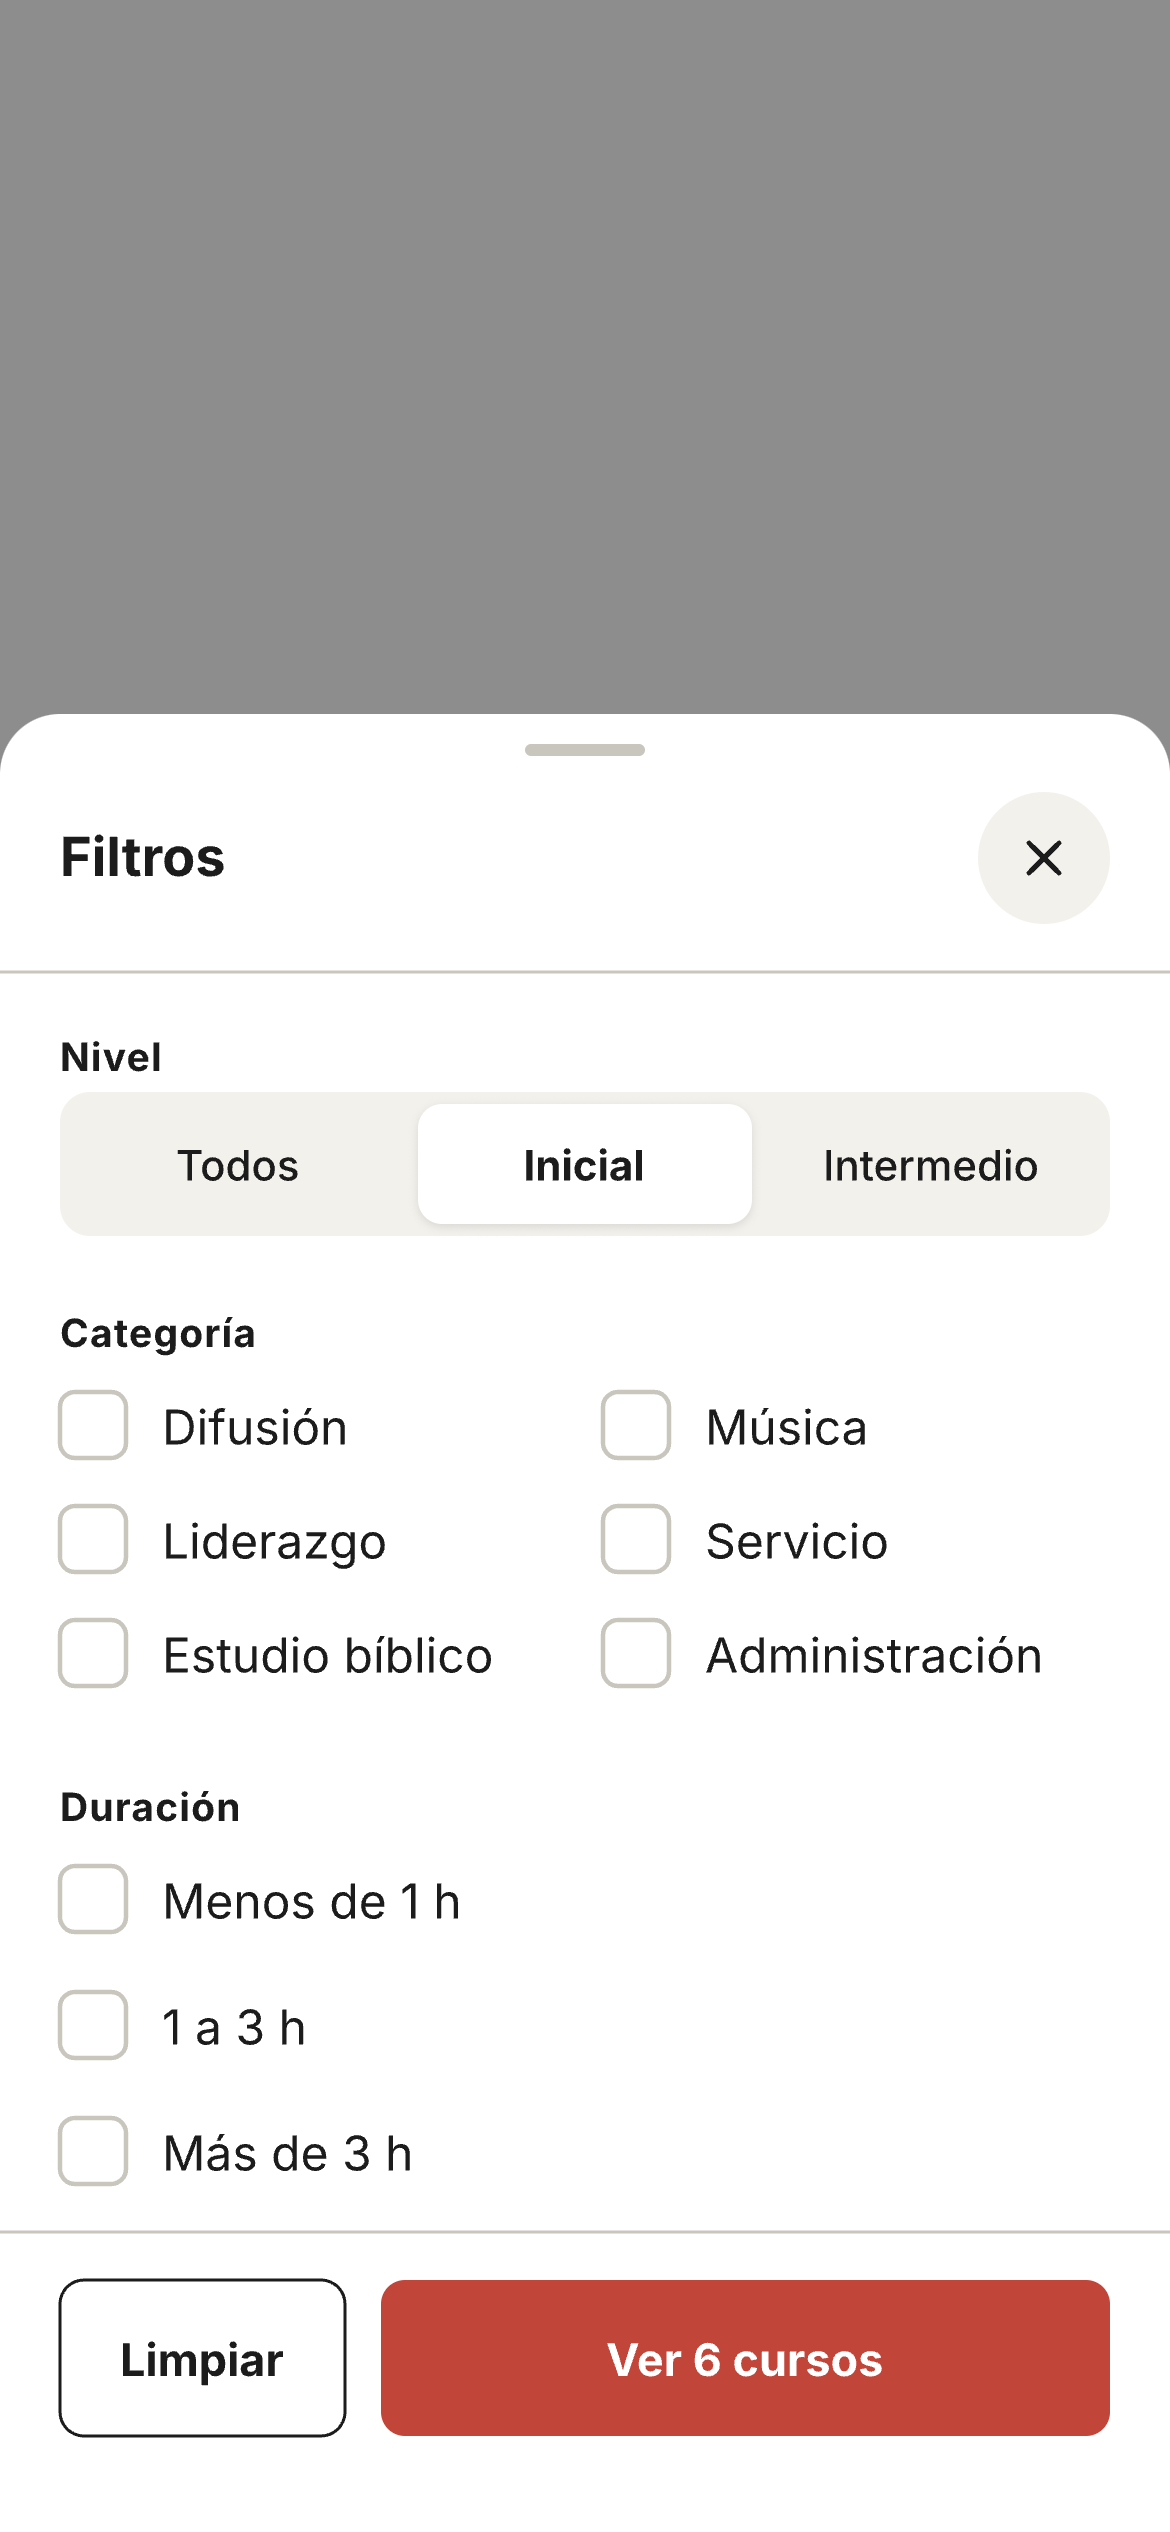 Filtros
Nivel
Todos Inicial Intermedio
Categoría
Difusión Música
Liderazgo Servicio
Estudio bíblico Administración
Duración
Menos de 1 h
1 a 3 h
Más de 3 h
Limpiar Ver 6 cursos